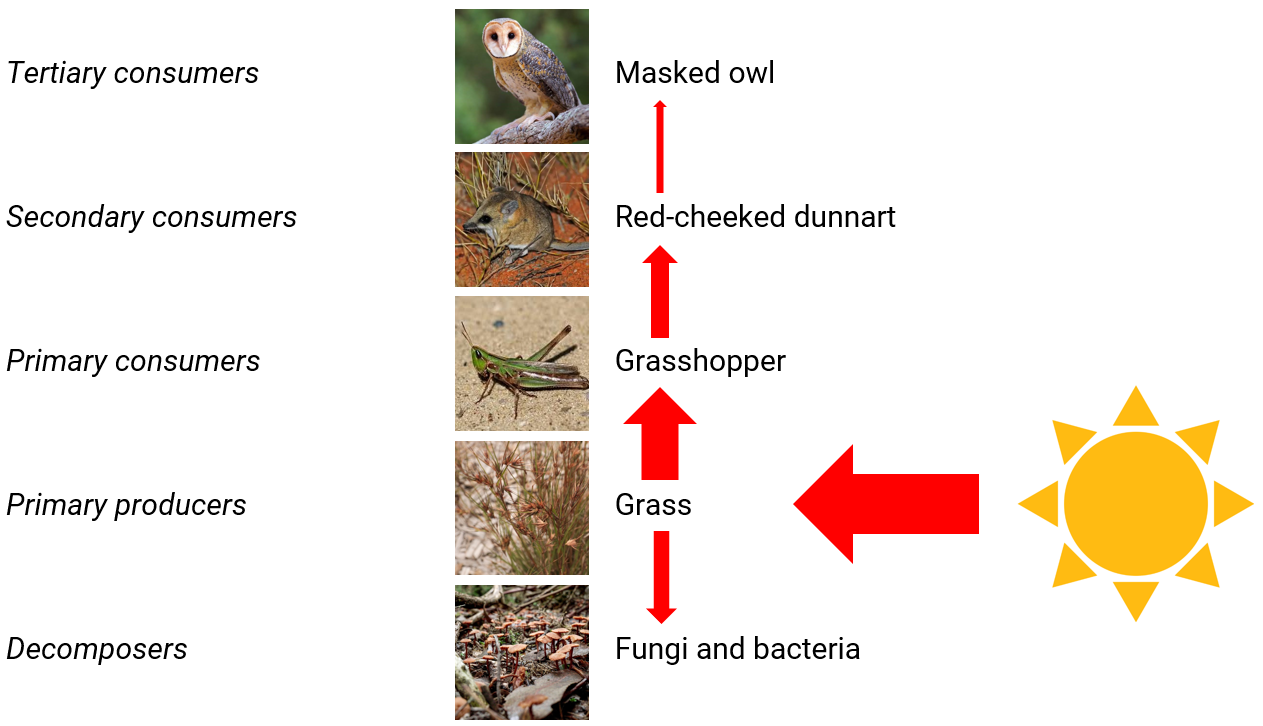 Tertiary consumers
Masked owl
Secondary consumers
Red-cheeked dunnart
Primary consumers
Grasshopper
Primary producers
Grass
Decomposers
Fungi and bacteria